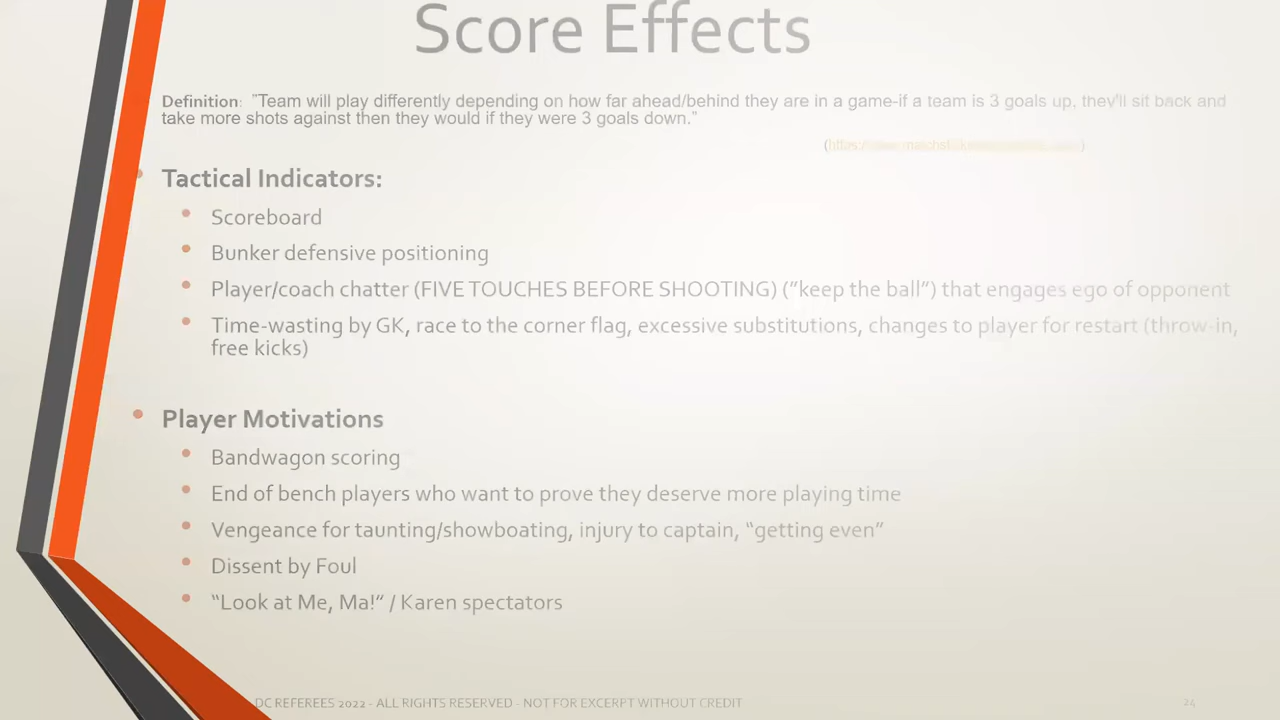 Score Effects
Definition: "Team will play differently depending on how far ahead/behind they are in a game-if a team is 3 goals up, they'll sit back and
take more shots against then they would if they were 3 goals down."
Tactical Indicators:
Scoreboard
Bunker defensive positioning
Player/coach chatter (FIVE TOUCHES BEFORE SHOOTING) (“keep the ball”) that engages ego of opponent
Time-wasting by GK, race to the corner flag, excessive substitutions, changes to player for restart (throw-in,
free kicks)
Player Motivations
Bandwagon scoring
End of bench players who want to prove they deserve more playing time
Vengeance for taunting/showboating, injury to captain, “getting even”
Dissent by Foul
“Look at Me, Ma!” / Karen spectators
DC REFEREES 2022 - ALL RIGHTS RESERVED - NOT FOR EXCERPT WITHOUT CREDIT
24